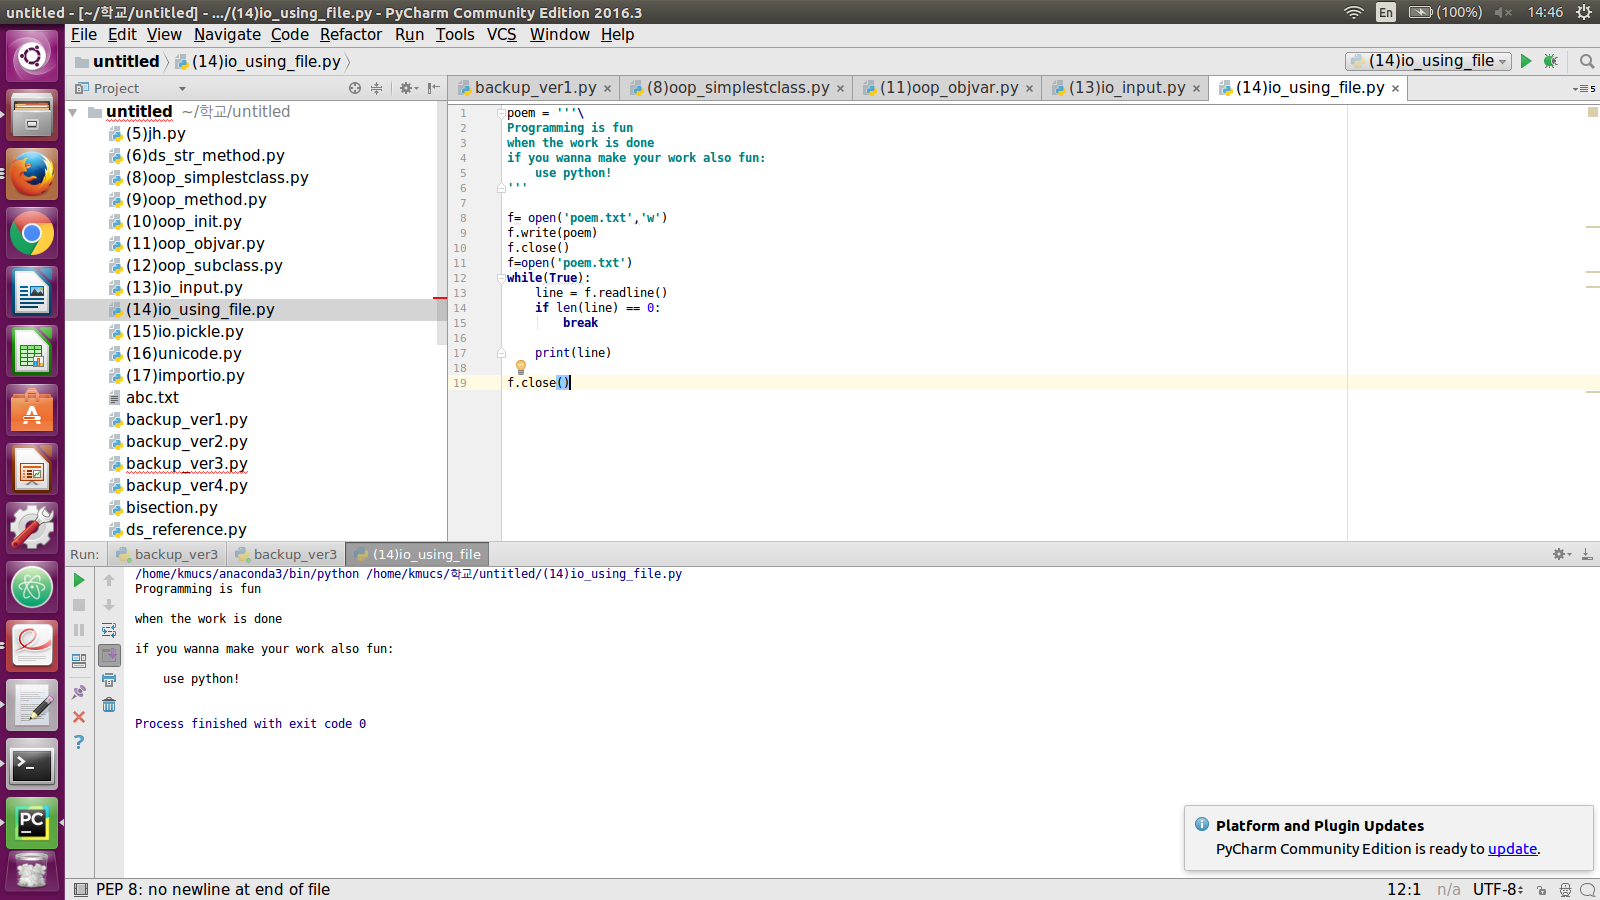 untitled - [~/학교/untitled] - .../(14)io_using_file.py - PyCharm Community Edition 2016.3
En (100%) 14:46
File Edit View Navigate Code Refactor Run Tools VCS Window Help
untitled (14)io_using_file.py
(14)io_using_file
Project
backup_ver1.py × (8)oop_simplestclass.py × (11)oop_objvar.py × (13)io_input.py × (14)io_using_file.py ×
5
untitled ~/학교/untitled
(5)jh.py
(6)ds_str_method.py
(8)oop_simplestclass.py
(9)oop_method.py
(10)oop_init.py
(11)oop_objvar.py
(12)oop_subclass.py
(13)io_input.py
(14)io_using_file.py
(15)io.pickle.py
(16)unicode.py
(17)importio.py
abc.txt
backup_ver1.py
backup_ver2.py
backup_ver3.py
backup_ver4.py
bisection.py
ds_reference.py
1 poem = '''\
2 Programming is fun
3 when the work is done
4 if you wanna make your work also fun:
5     use python!
6 '''
7
8 f= open('poem.txt','w')
9 f.write(poem)
10 f.close()
11 f=open('poem.txt')
12 while(True):
13     line = f.readline()
14     if len(line) == 0:
15         break
16
17     print(line)
18
19 f.close()
Run: backup_ver3 backup_ver3 (14)io_using_file
/home/kmucs/anaconda3/bin/python /home/kmucs/학교/untitled/(14)io_using_file.py
Programming is fun
when the work is done
if you wanna make your work also fun:
    use python!
Process finished with exit code 0
Platform and Plugin Updates
PyCharm Community Edition is ready to update.
PEP 8: no newline at end of file
12:1 n/a UTF-8
PC